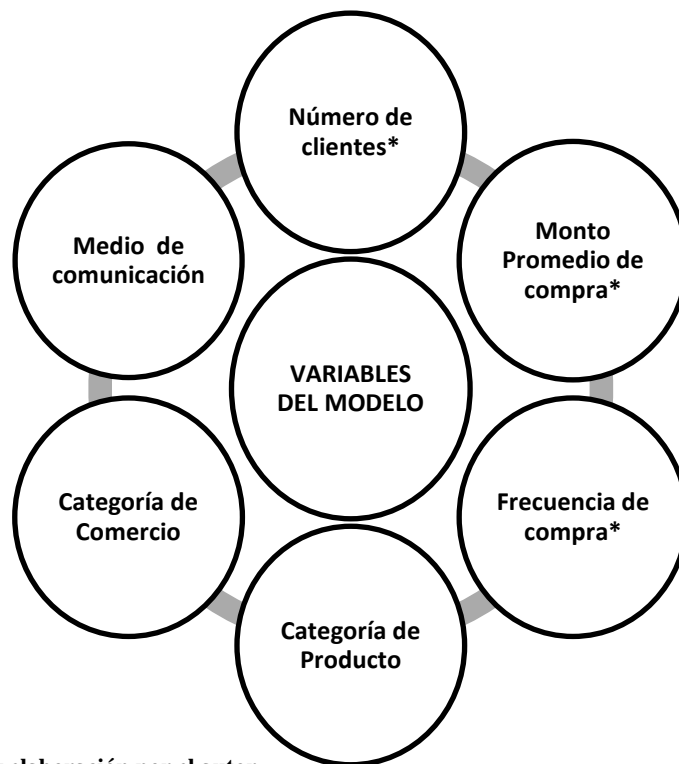 Número de
clientes*
Monto
Promedio de
compra*
Medio de
comunicación
VARIABLES
DEL MODELO
Frecuencia de
compra*
Categoría de
Comercio
Categoría de
Producto